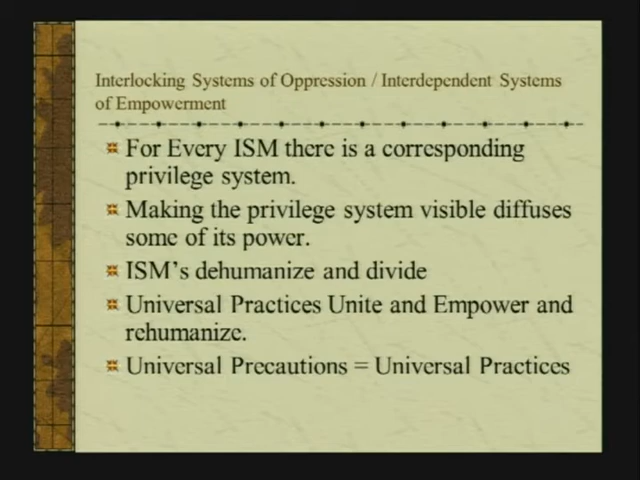 Interlocking Systems of Oppression / Interdependent Systems
of Empowerment
For Every ISM there is a corresponding
privilege system.
Making the privilege system visible diffuses
some of its power.
ISM's dehumanize and divide
Universal Practices Unite and Empower and
rehumanize.
Universal Precautions = Universal Practices